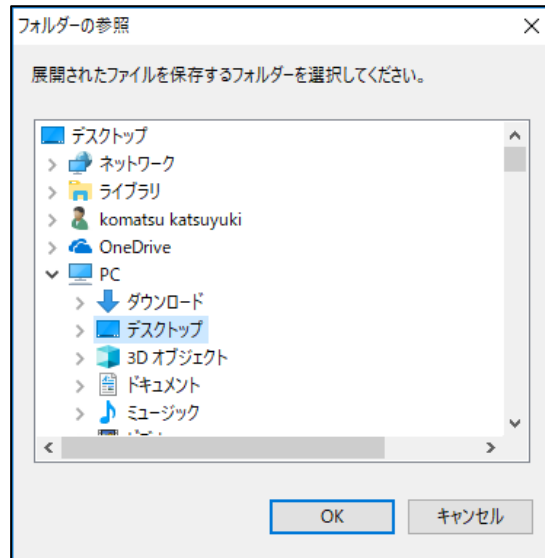 フォルダーの参照
展開されたファイルを保存するフォルダーを選択してください。
デスクトップ
ネットワーク
ライブラリ
komatsu katsuyuki
OneDrive
PC
ダウンロード
デスクトップ
3D オブジェクト
ドキュメント
ミュージック
OK キャンセル